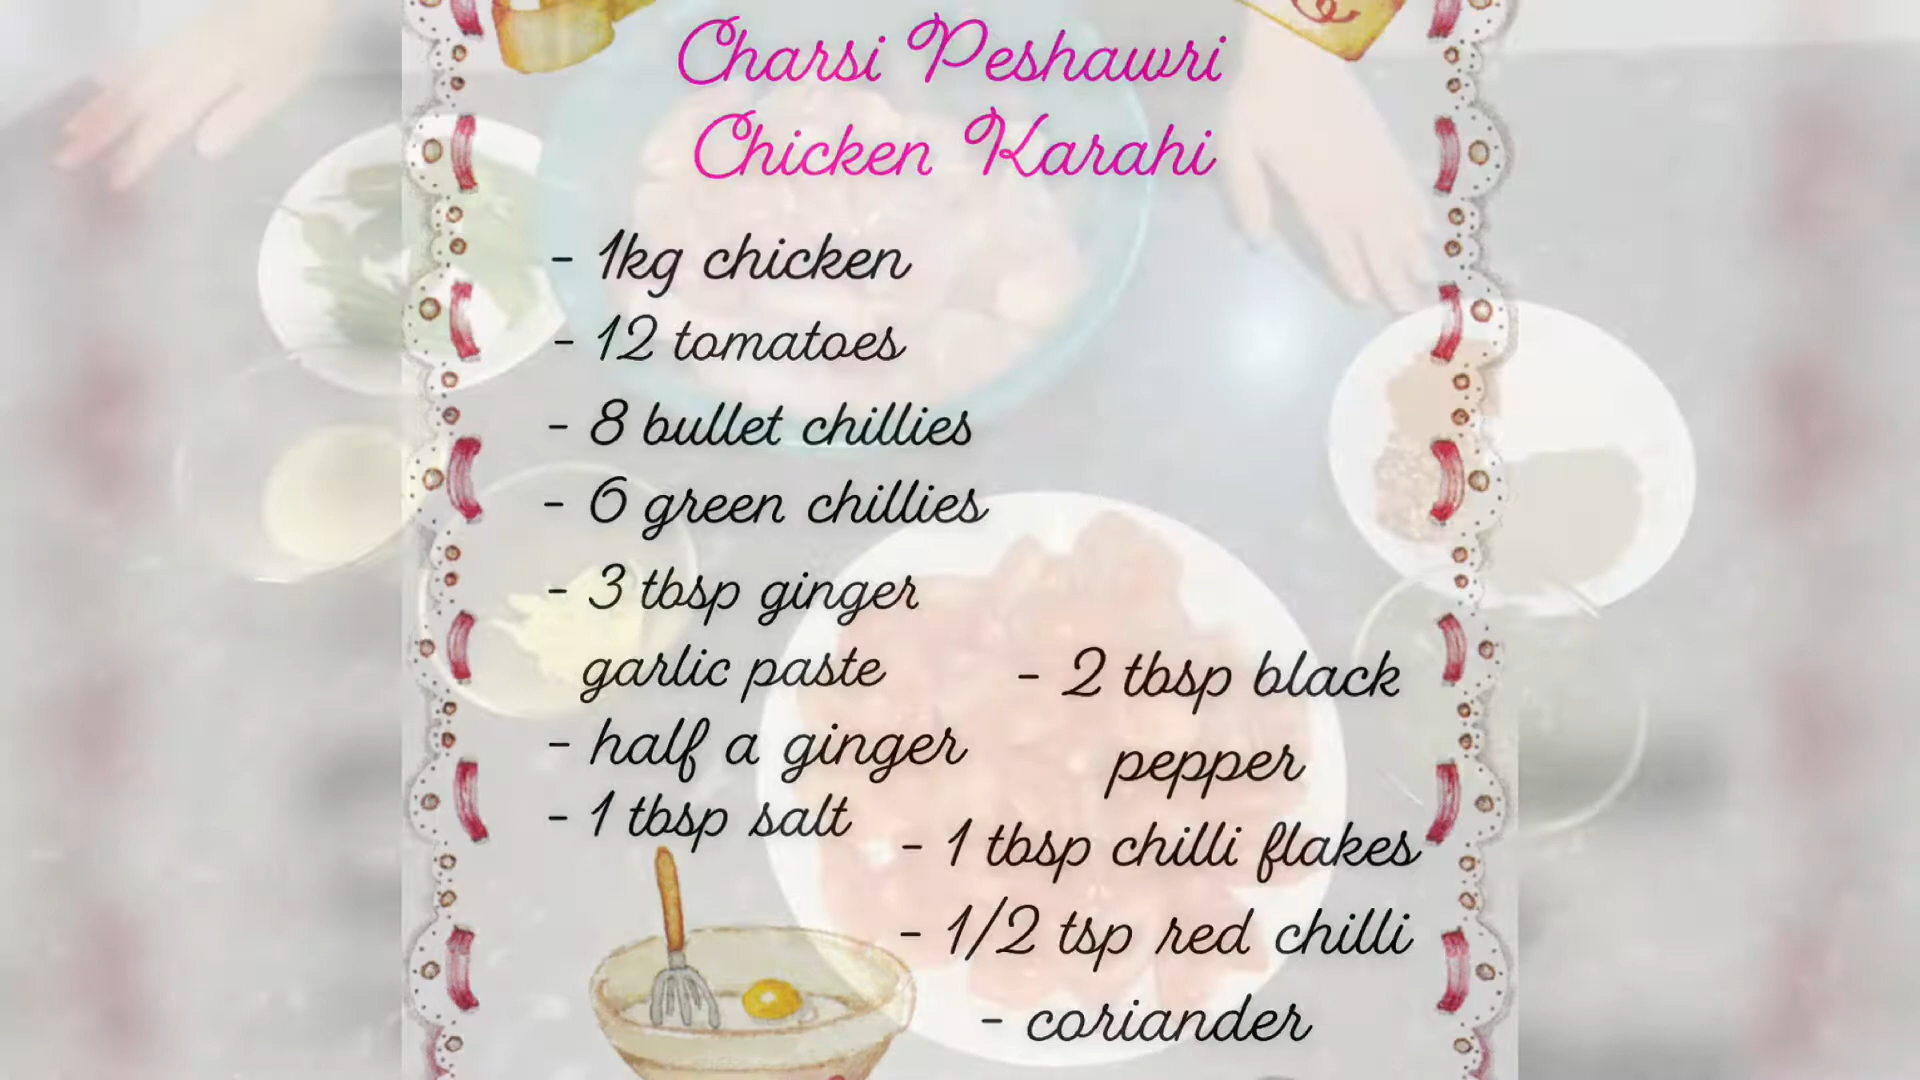 Charsi Peshawri
Chicken Karahi
- 1kg chicken
- 12 tomatoes
- 8 bullet chillies
- 6 green chillies
- 3 tbsp ginger
garlic paste
- half a ginger
- 1 tbsp salt
- 2 tbsp black
pepper
- 1 tbsp chilli flakes
- 1/2 tsp red chilli
- coriander